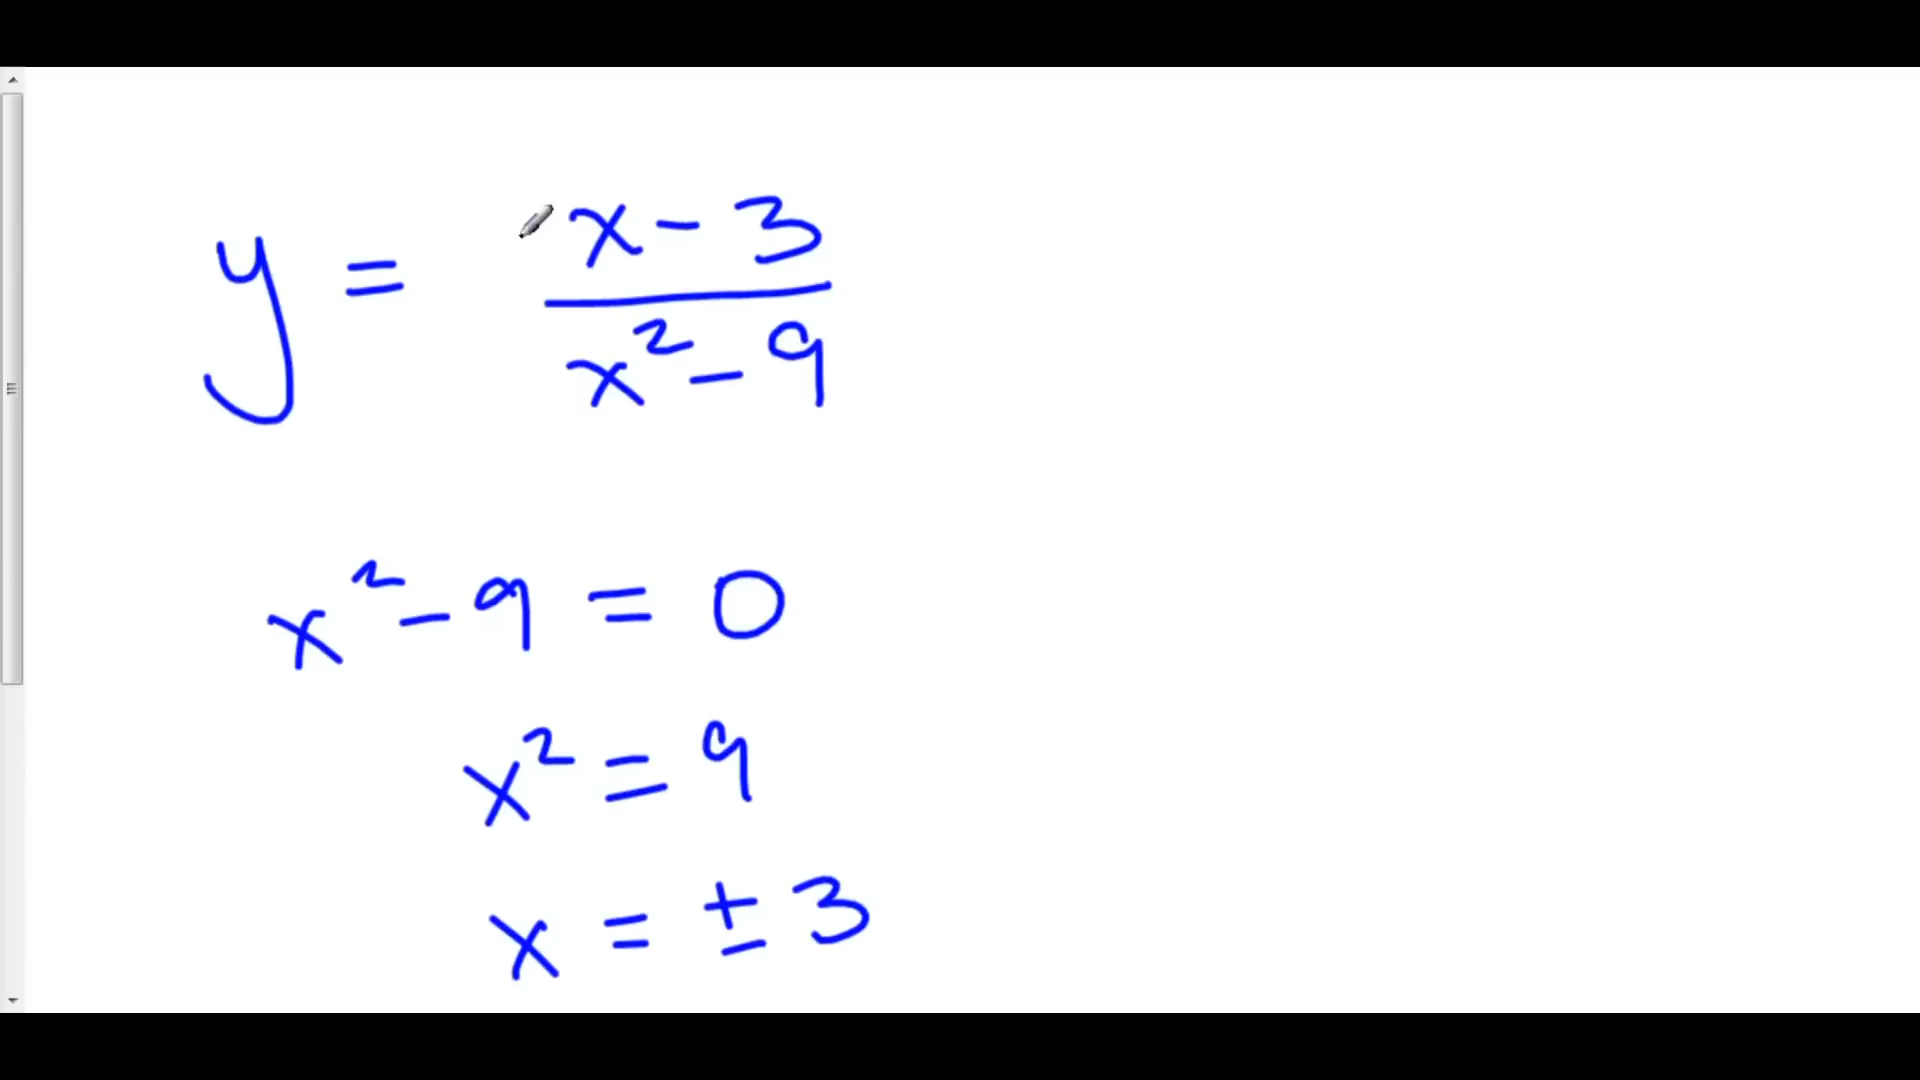 y = x - 3 / x² - 9
x² - 9 = 0
x² = 9
x = ± 3